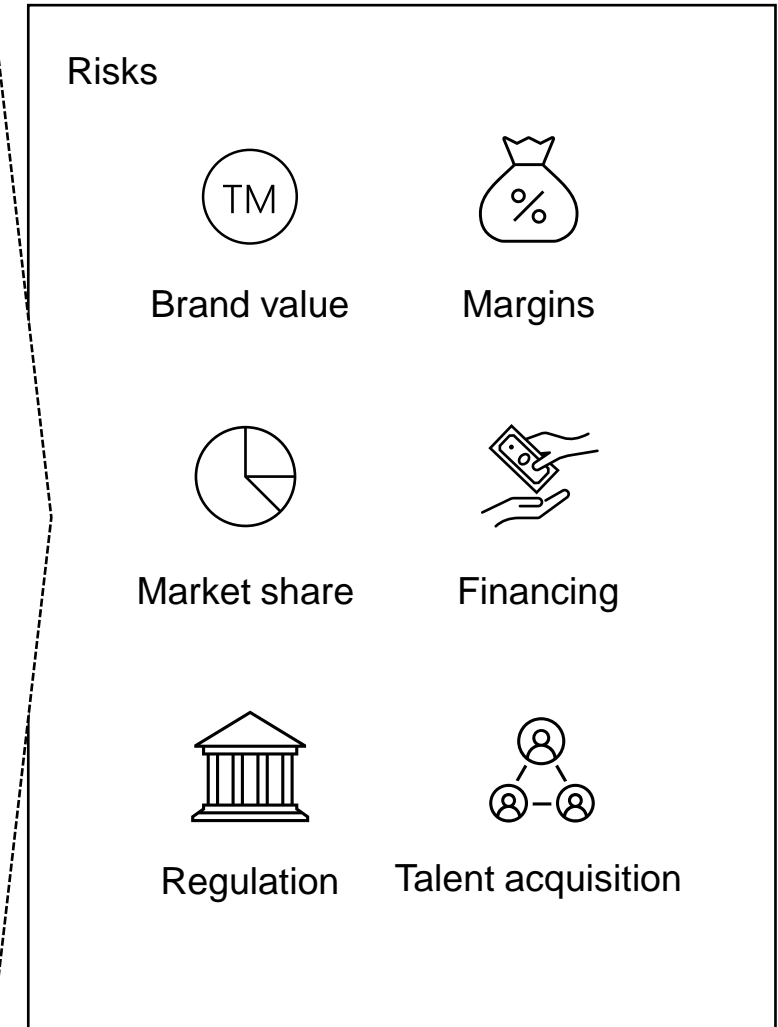 Risks
TM
%
Brand value Margins
Market share Financing
Regulation Talent acquisition